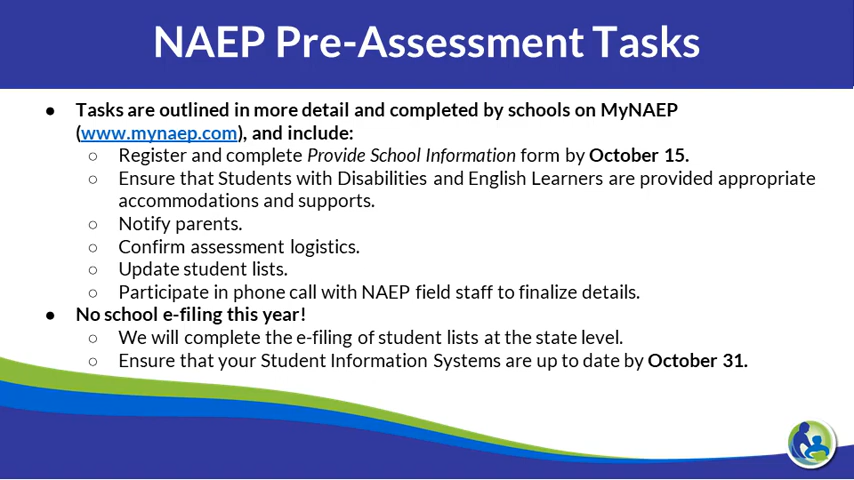 NAEP Pre-Assessment Tasks
● Tasks are outlined in more detail and completed by schools on MyNAEP
(www.mynaep.com), and include:
○ Register and complete Provide School Information form by October 15.
○ Ensure that Students with Disabilities and English Learners are provided appropriate
accommodations and supports.
○ Notify parents.
○ Confirm assessment logistics.
○ Update student lists.
○ Participate in phone call with NAEP field staff to finalize details.
● No school e-filing this year!
○ We will complete the e-filing of student lists at the state level.
○ Ensure that your Student Information Systems are up to date by October 31.